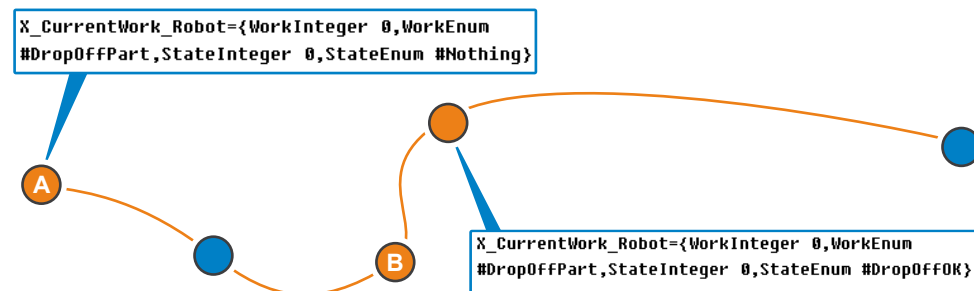 X_CurrentWork_Robot={WorkInteger 0,WorkEnum
#DropOffPart,StateInteger 0,StateEnum #Nothing}
A
B
X_CurrentWork_Robot={WorkInteger 0,WorkEnum
#DropOffPart,StateInteger 0,StateEnum #DropOffOK}